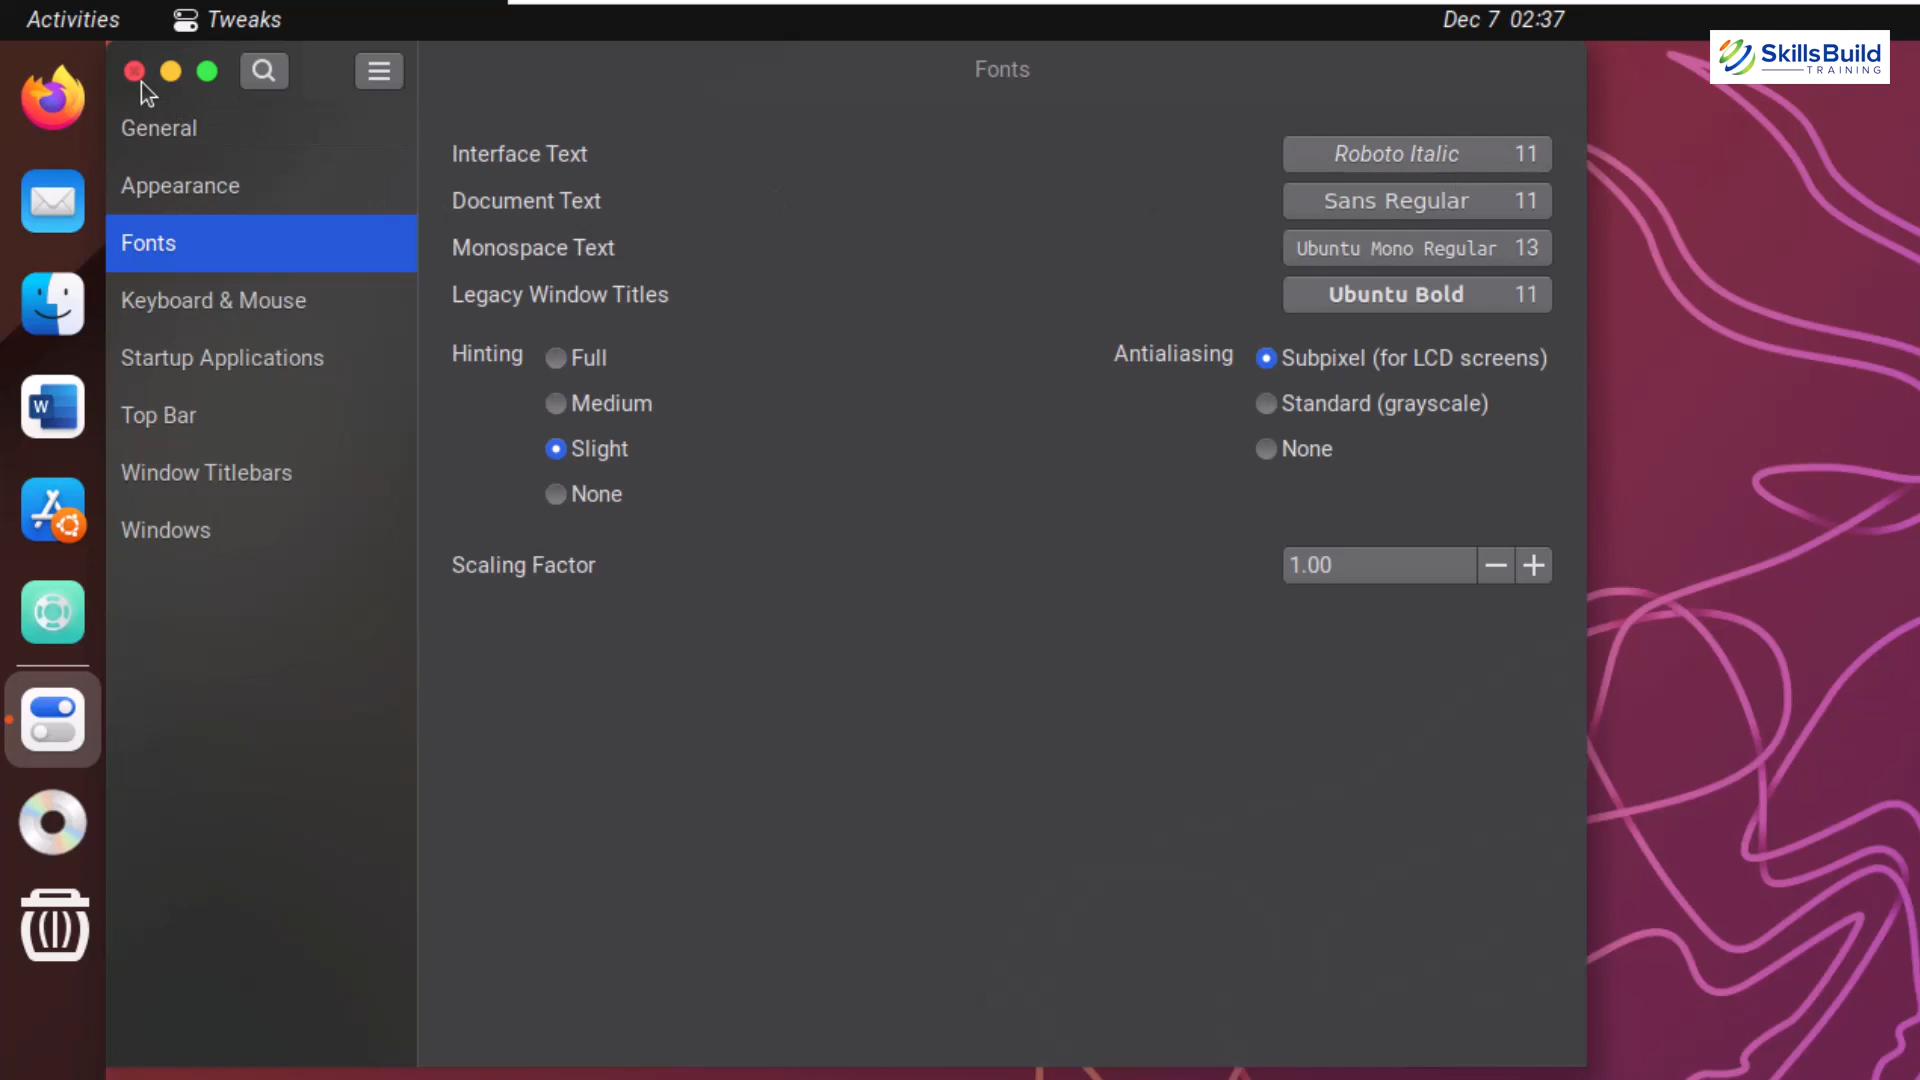 Activities
Tweaks
Dec 7 02:37
SkillsBuild
TRAINING
Fonts
General
Appearance
Fonts
Keyboard & Mouse
Startup Applications
Top Bar
Window Titlebars
Windows
Interface Text
Roboto Italic 11
Document Text
Sans Regular 11
Monospace Text
Ubuntu Mono Regular 13
Legacy Window Titles
Ubuntu Bold 11
Hinting
Full
Medium
Slight
None
Antialiasing
Subpixel (for LCD screens)
Standard (grayscale)
None
Scaling Factor
1.00
W